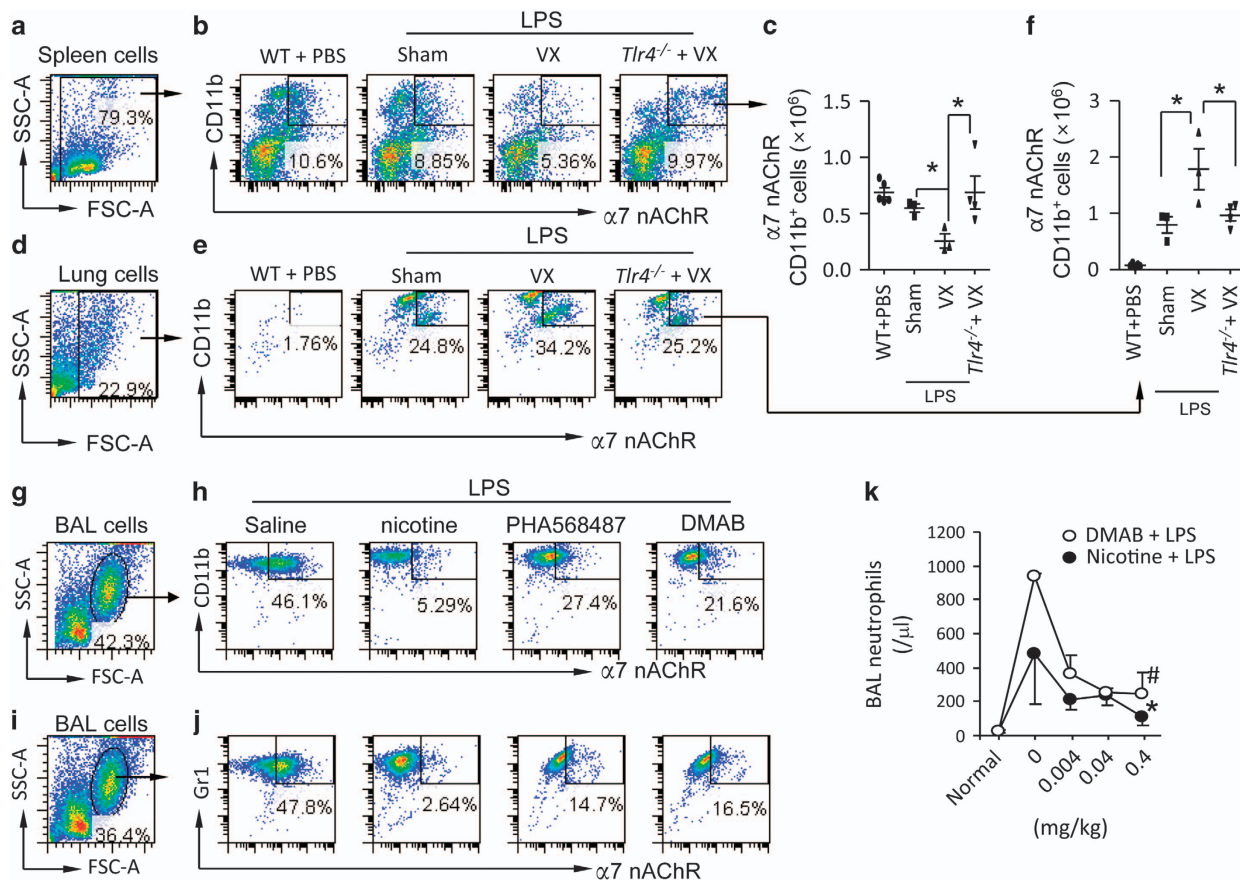 a
Spleen cells
SSC-A
79.3%
FSC-A
b
LPS
WT + PBS
Sham
VX
Tlr4-/- + VX
CD11b
10.6%
8.85%
5.36%
9.97%
α7 nAChR
c
α7 nAChR
CD11b+ cells (×10⁶)
1.5
1.0
0.5
0.0
*
*
WT+PBS
Sham
VX
Tlr4-/- + VX
LPS
f
α7 nAChR
CD11b+ cells (×10⁶)
3
2
1
0
*
*
WT+PBS
Sham
VX
Tlr4-/- + VX
LPS
d
Lung cells
SSC-A
22.9%
FSC-A
e
LPS
WT + PBS
Sham
VX
Tlr4-/- + VX
CD11b
1.76%
24.8%
34.2%
25.2%
α7 nAChR
g
BAL cells
SSC-A
42.3%
FSC-A
h
LPS
Saline
nicotine
PHA568487
DMAB
CD11b
46.1%
5.29%
27.4%
21.6%
α7 nAChR
i
BAL cells
SSC-A
36.4%
FSC-A
j
Gr1
47.8%
2.64%
14.7%
16.5%
α7 nAChR
k
DMAB + LPS
Nicotine + LPS
BAL neutrophils
(/μl)
1200
1000
800
600
400
200
0
#
*
Normal
0
0.004
0.04
0.4
(mg/kg)